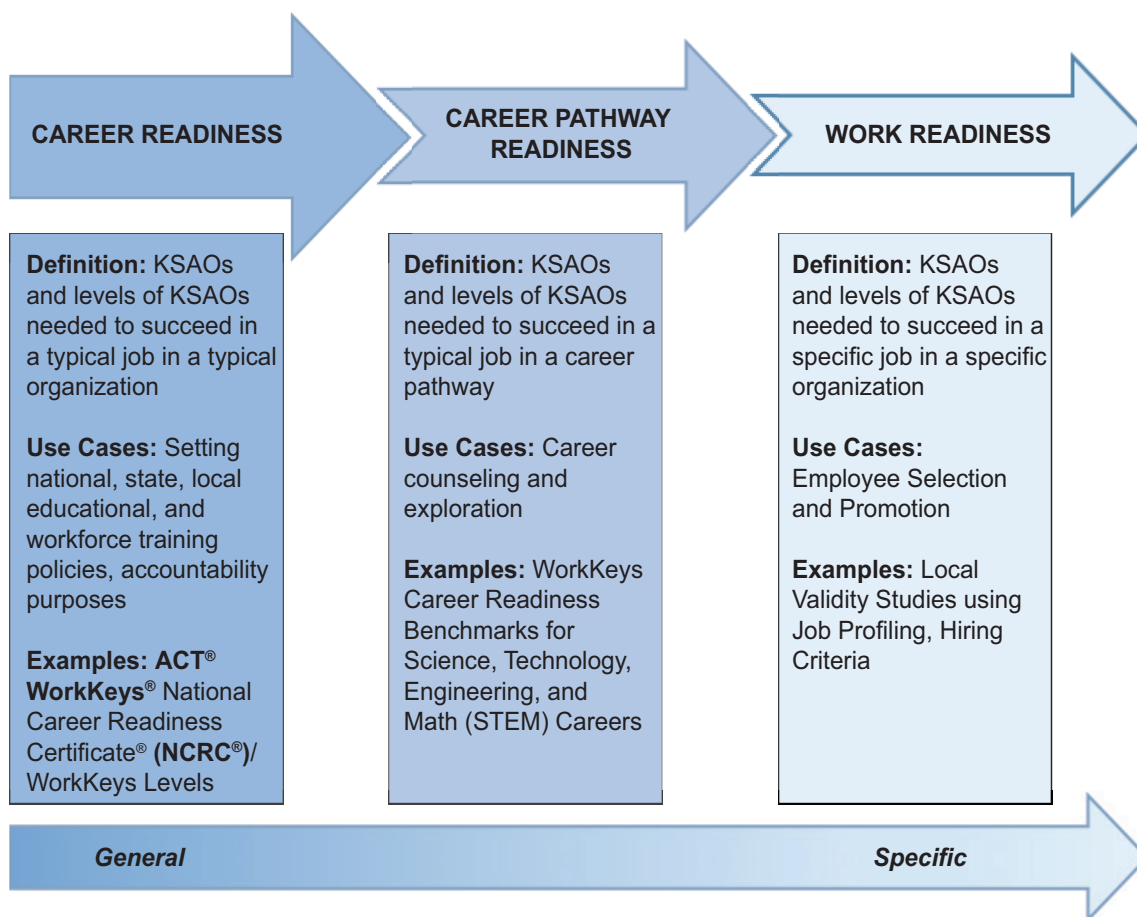 CAREER READINESS
CAREER PATHWAY
READINESS
WORK READINESS
Definition: KSAOs
and levels of KSAOs
needed to succeed in
a typical job in a typical
organization
Use Cases: Setting
national, state, local
educational, and
workforce training
policies, accountability
purposes
Examples: ACT®
WorkKeys® National
Career Readiness
Certificate® (NCRC®)/
WorkKeys Levels
Definition: KSAOs
and levels of KSAOs
needed to succeed in a
typical job in a career
pathway
Use Cases: Career
counseling and
exploration
Examples: WorkKeys
Career Readiness
Benchmarks for
Science, Technology,
Engineering, and
Math (STEM) Careers
Definition: KSAOs
and levels of KSAOs
needed to succeed in a
specific job in a specific
organization
Use Cases:
Employee Selection
and Promotion
Examples: Local
Validity Studies using
Job Profiling, Hiring
Criteria
General
Specific